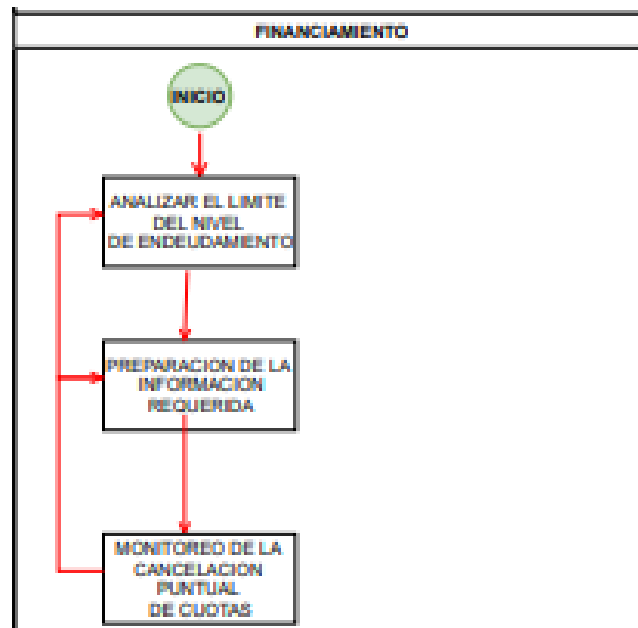 FINANCIAMIENTO
INICIO
ANALIZAR EL LIMITE
DEL NIVEL
DE ENDEUDAMIENTO
PREPARACION DE LA
INFORMACION
REQUERIDA
MONITOREO DE LA
CANCELACION
PUNTUAL
DE CUOTAS